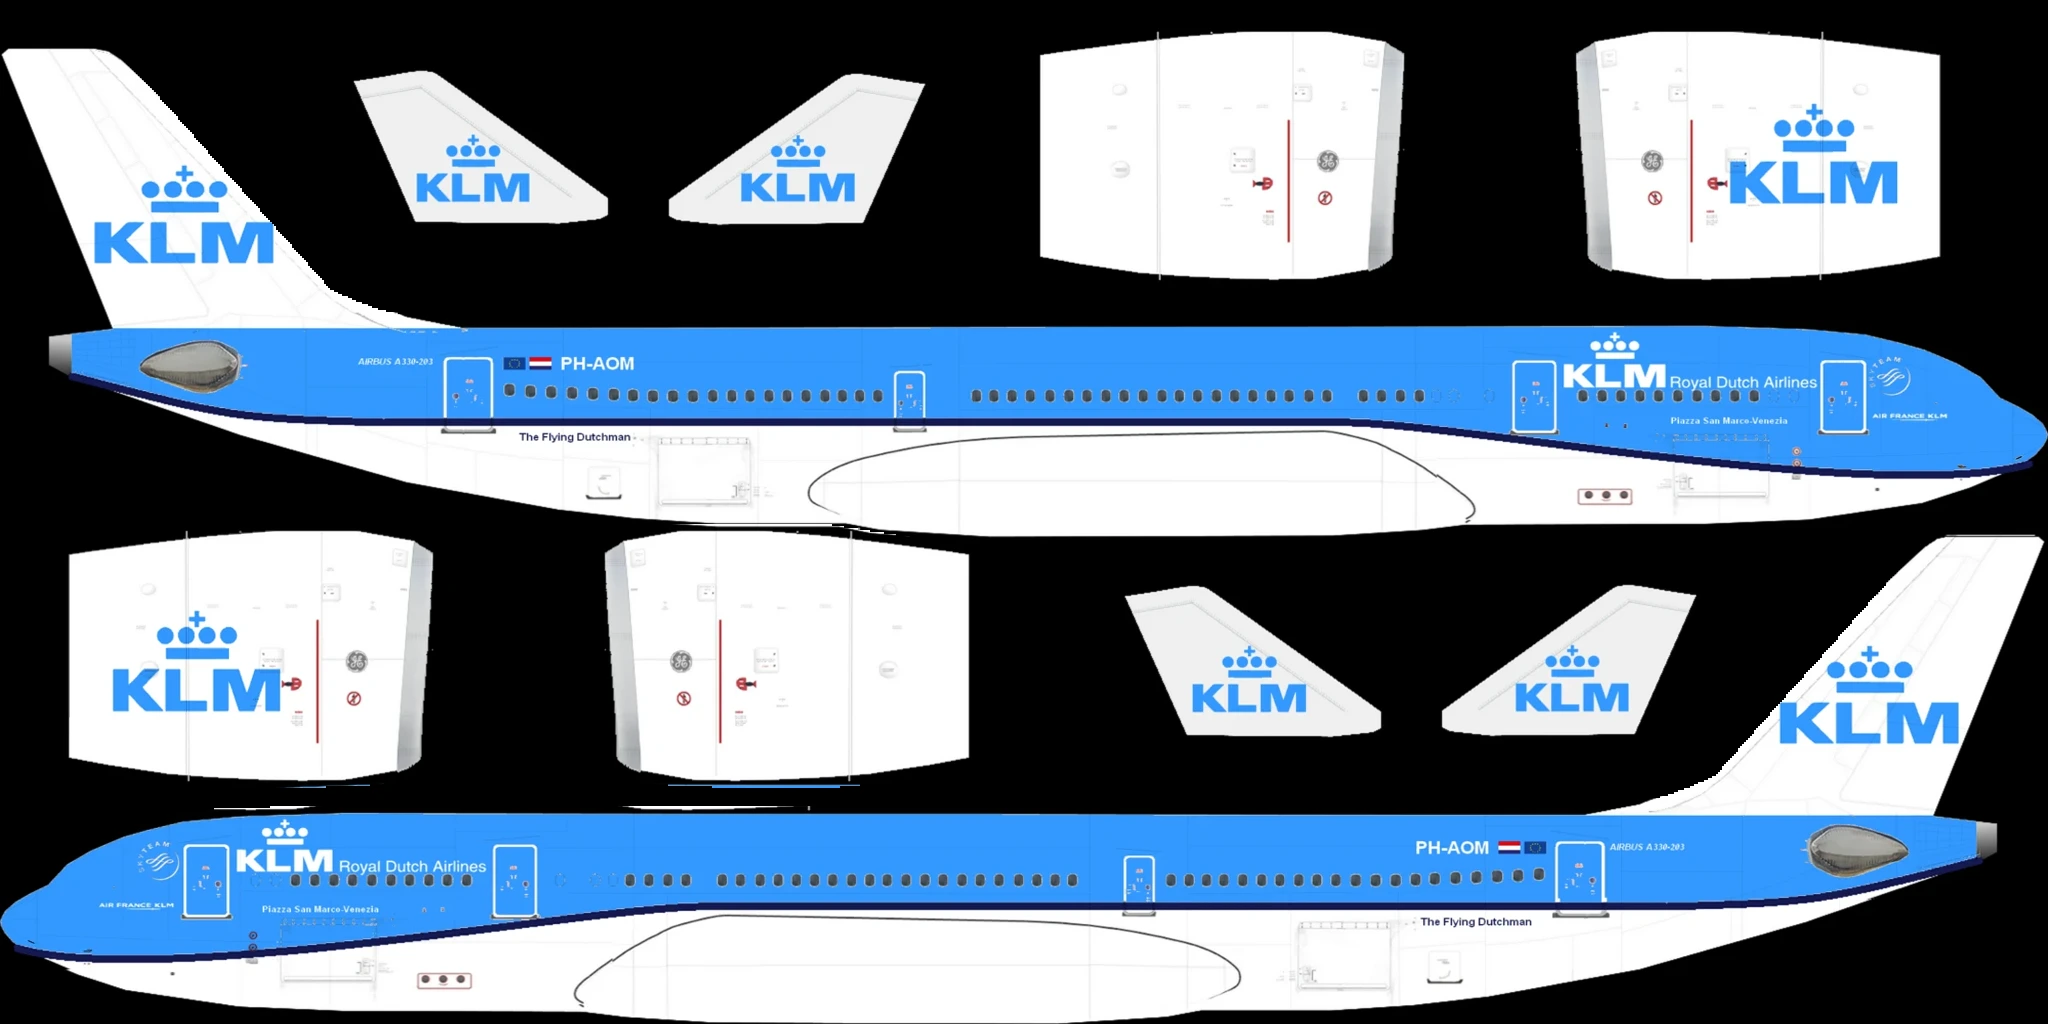 KLM
KLM
KLM
KLM
AIRBUS A330-203
PH-AOM
KLM Royal Dutch Airlines
SKYTEAM
AIR FRANCE KLM
Piazza San Marco-Venezia
The Flying Dutchman
KLM
KLM
KLM
KLM
SKYTEAM
KLM Royal Dutch Airlines
PH-AOM
AIRBUS A330-203
AIR FRANCE KLM
Piazza San Marco-Venezia
The Flying Dutchman